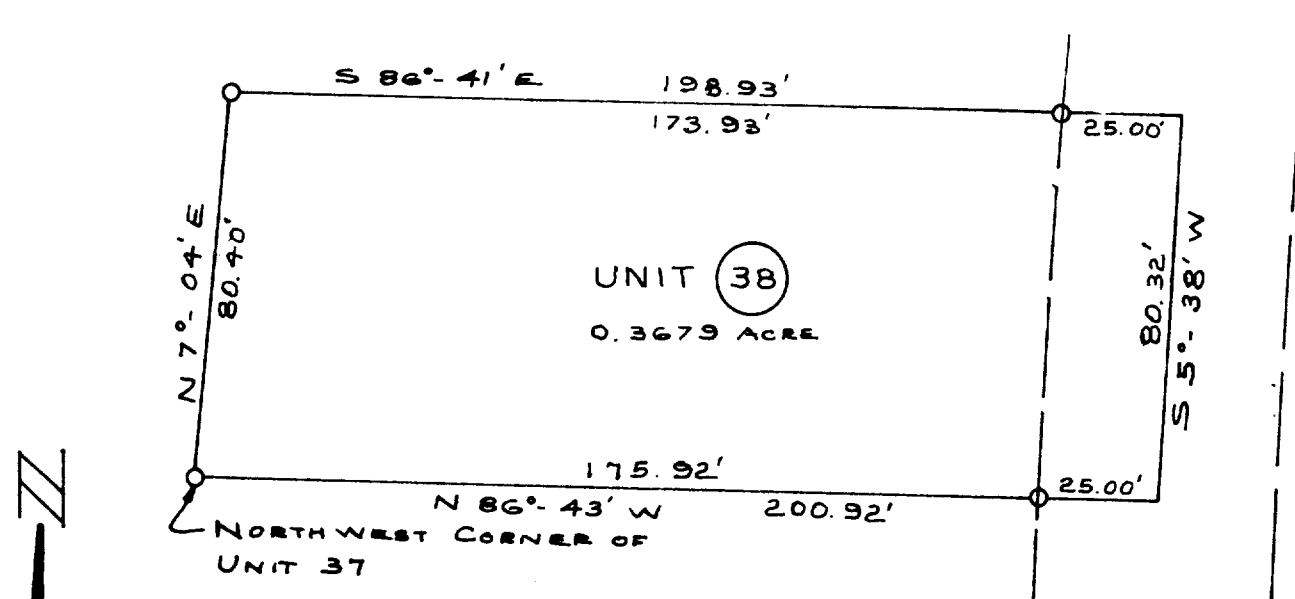 S 86°-41' E 198.93'
173.93'
25.00'
N 7°-04' E
80.40'
UNIT 38
0.3679 ACRE
80.32'
S 5°-38' W
175.92'
25.00'
N 86°-43' W 200.92'
NORTHWEST CORNER OF
UNIT 37
N